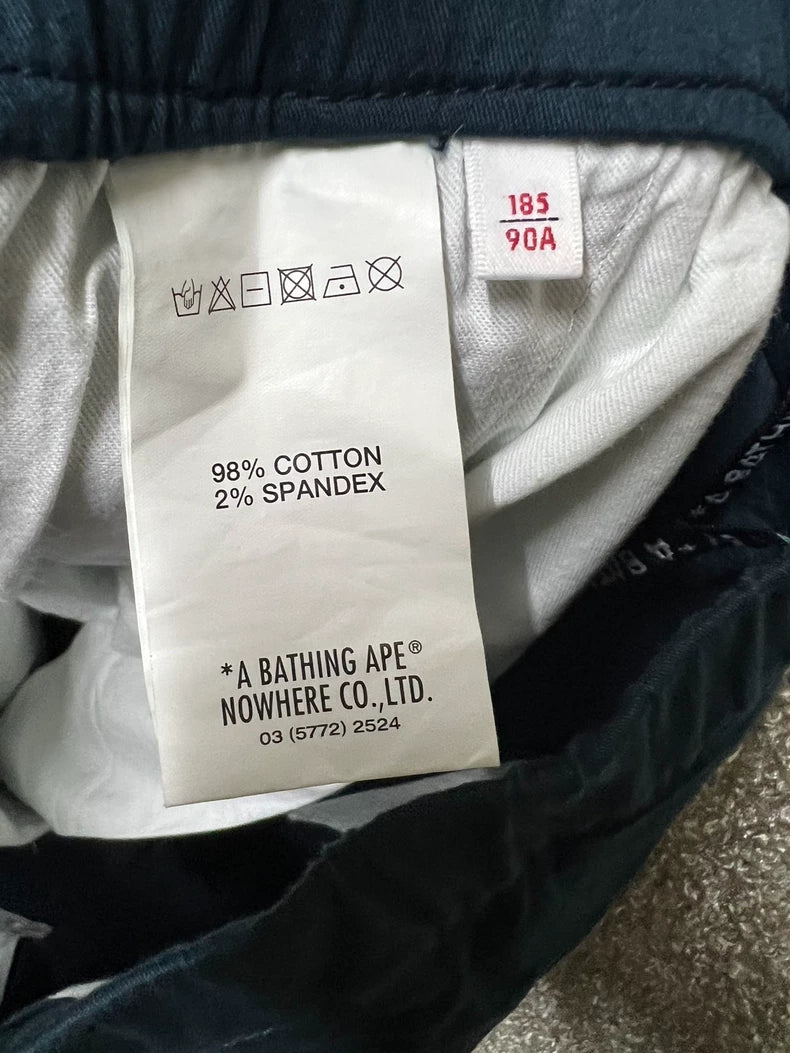 185
90A
98% COTTON
2% SPANDEX
*A BATHING APE®
NOWHERE CO.,LTD.
03 (5772) 2524